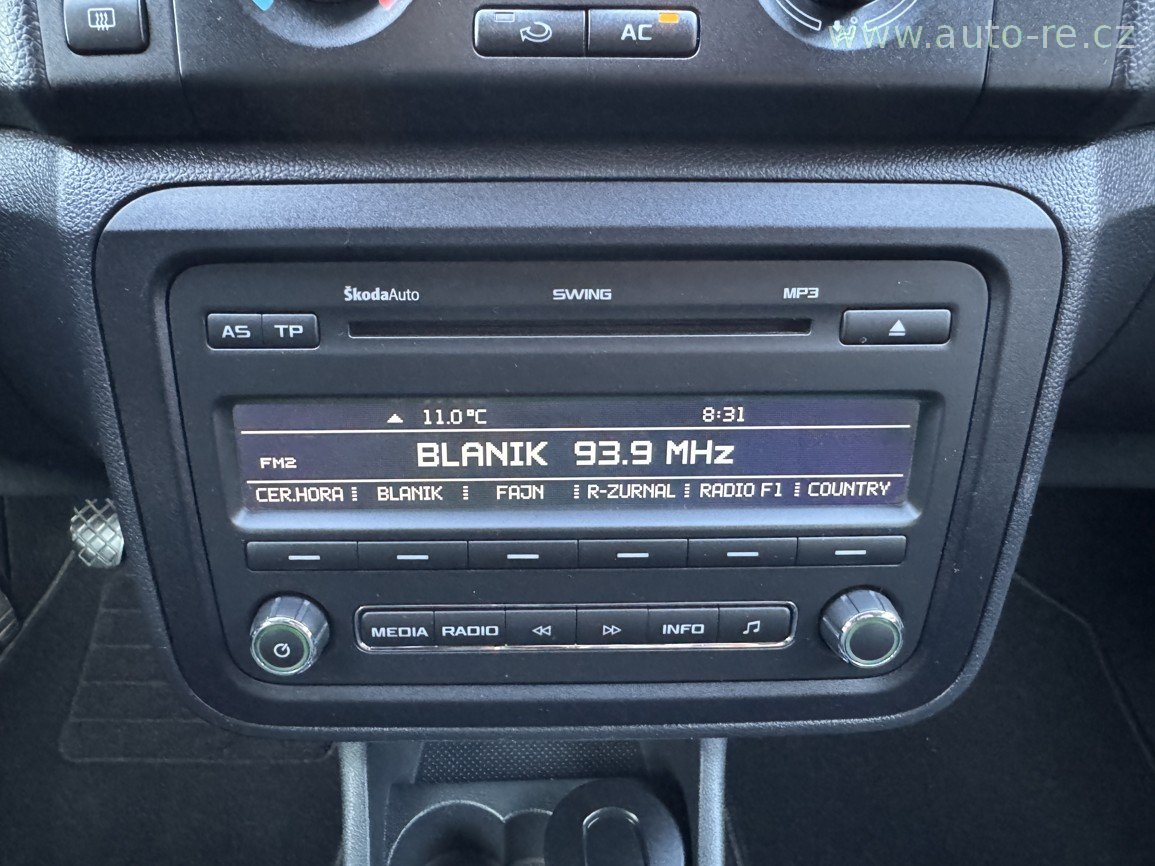 AC
www.auto-re.cz
ŠkodaAuto SWING MP3
AS TP
11.0°C 8:31
FM2 BLANIK 93.9 MHz
CER.HORA BLANIK FAJN R-ZURNAL RADIO F1 COUNTRY
MEDIA RADIO INFO